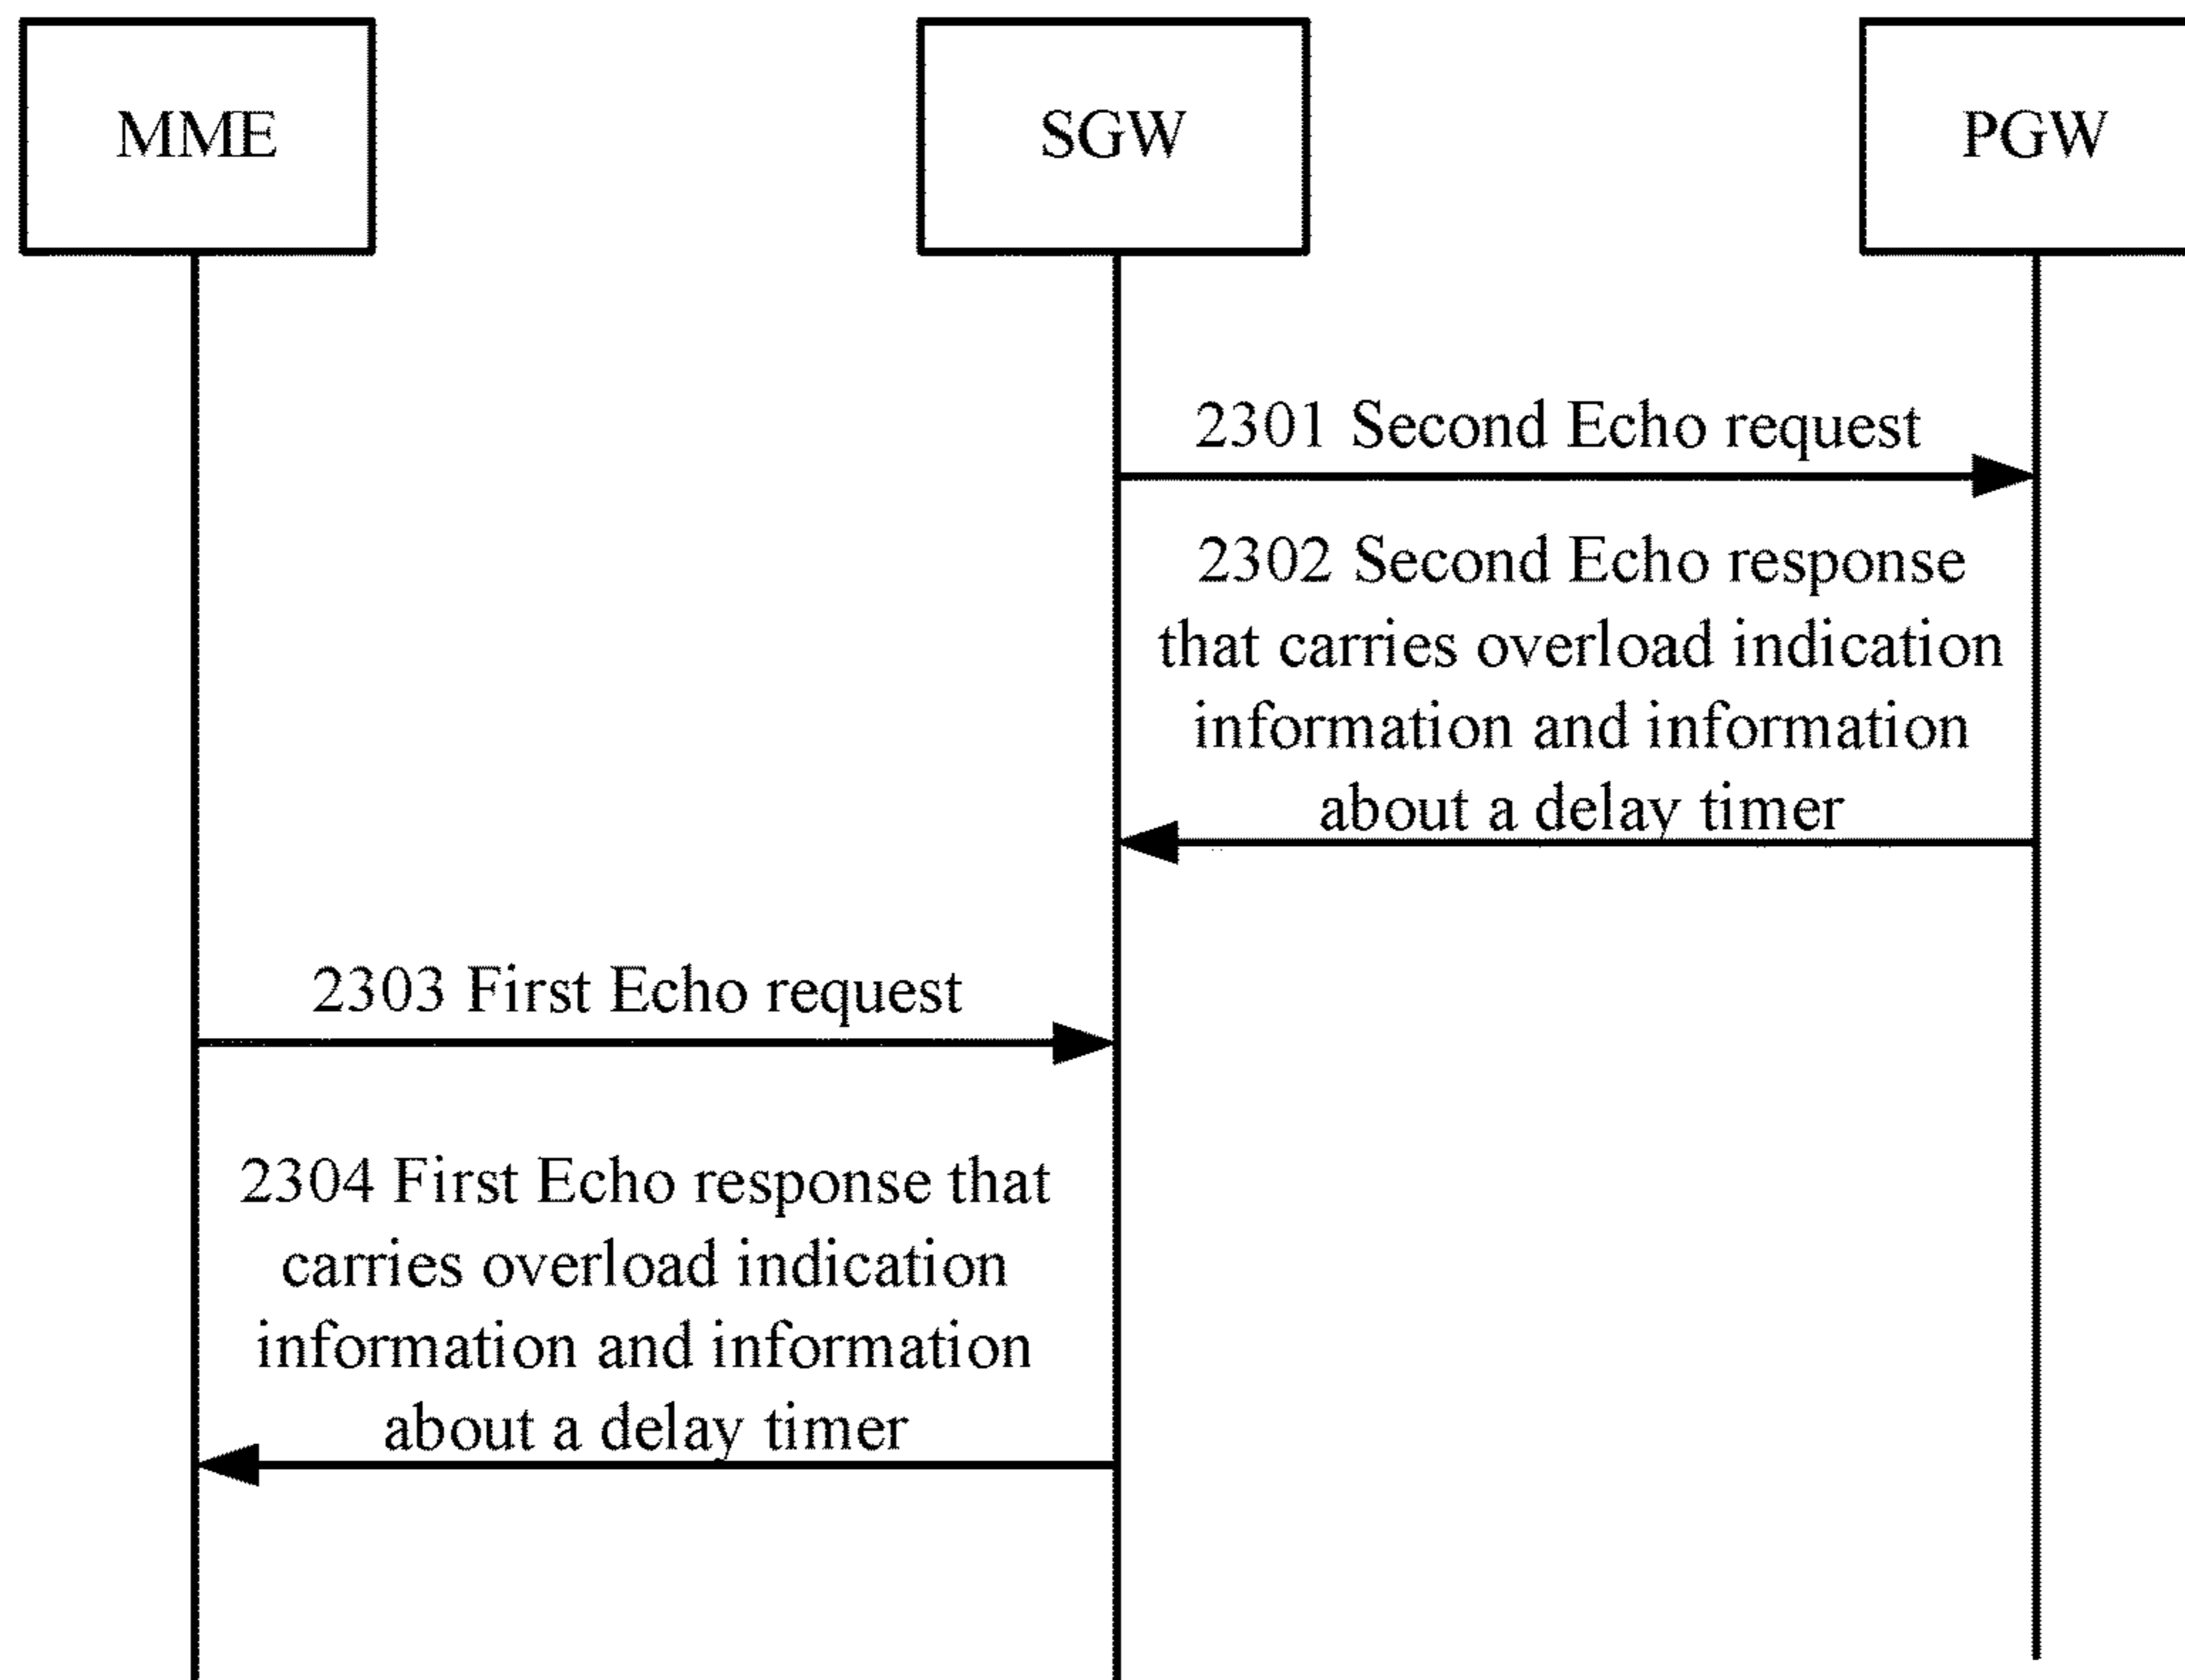 MME
SGW
PGW
2301 Second Echo request
2302 Second Echo response
that carries overload indication
information and information
about a delay timer
2303 First Echo request
2304 First Echo response that
carries overload indication
information and information
about a delay timer